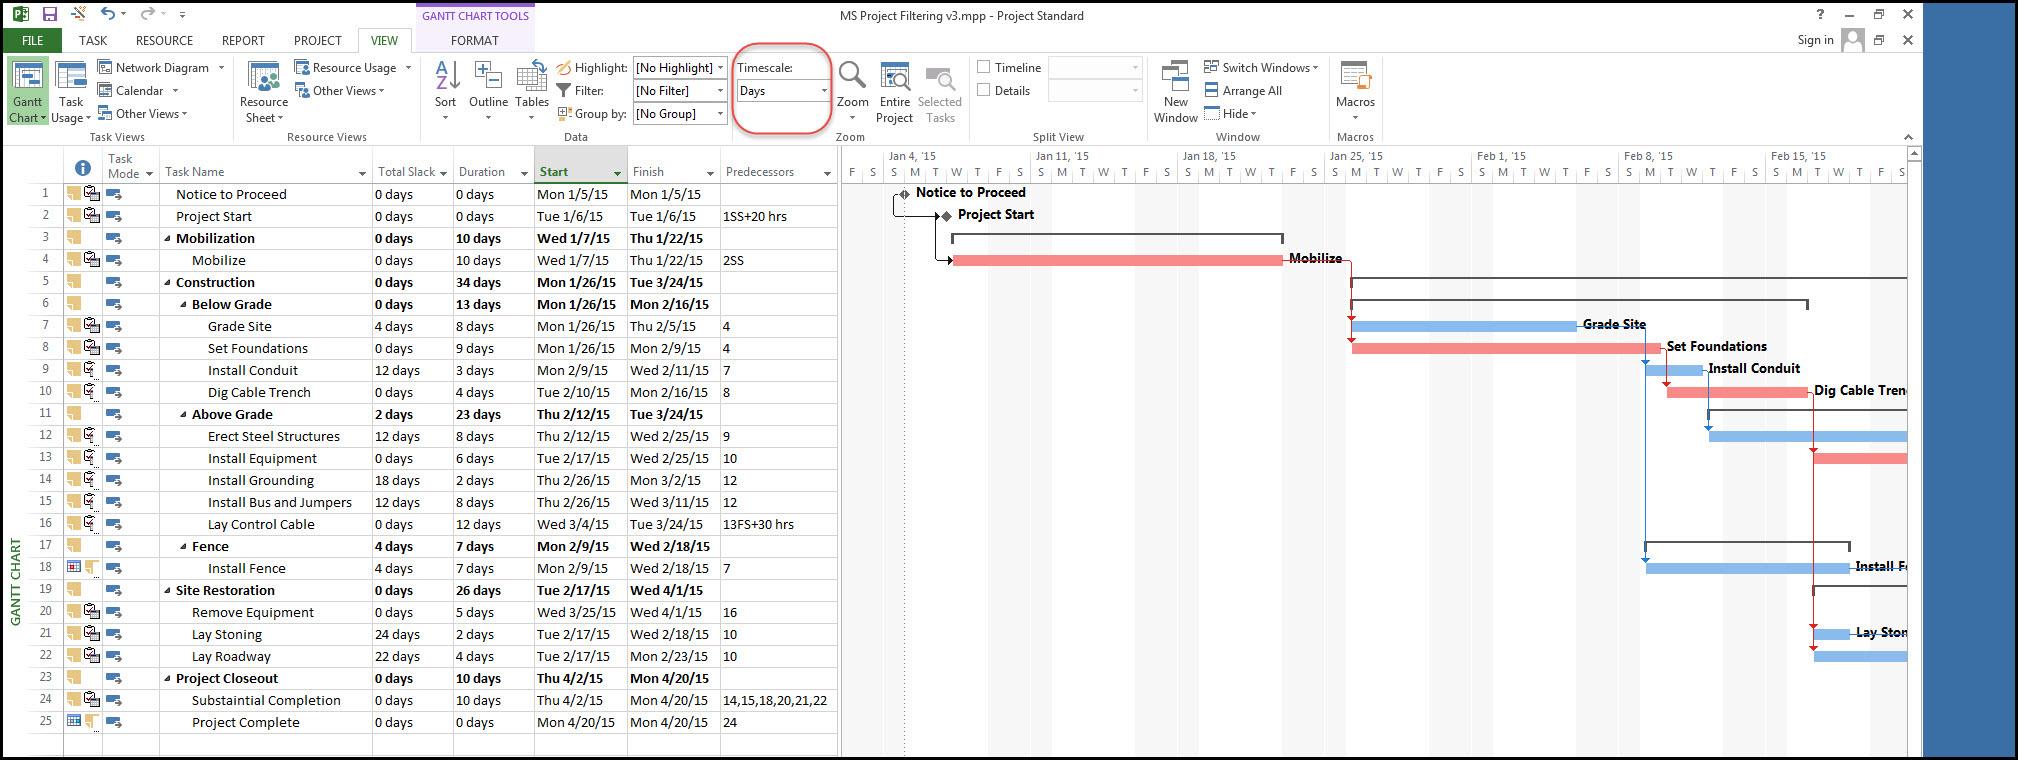 GANTT CHART TOOLS
MS Project Filtering v3.mpp - Project Standard
?
FILE TASK RESOURCE REPORT PROJECT VIEW FORMAT
Sign in
Gantt Chart
Task Usage
Network Diagram
Calendar
Other Views
Task Views
Resource Sheet
Resource Usage
Other Views
Resource Views
A Z
Sort
Outline
Tables
Highlight: [No Highlight]
Filter: [No Filter]
Group by: [No Group]
Data
Timescale:
Days
Zoom
Entire Project
Selected Tasks
Zoom
Timeline
Details
Split View
New Window
Switch Windows
Arrange All
Hide
Window
Macros
Macros
Task Mode Task Name Total Slack Duration Start Finish Predecessors
Jan 4, '15 Jan 11, '15 Jan 18, '15 Jan 25, '15 Feb 1, '15 Feb 8, '15 Feb 15, '15
F S S M T W T F S S M T W T F S S M T W T F S S M T W T F S S M T W T F S S M T W T F S S M T W T F S
1 Notice to Proceed 0 days 0 days Mon 1/5/15 Mon 1/5/15 Notice to Proceed
2 Project Start 0 days 0 days Tue 1/6/15 Tue 1/6/15 1SS+20 hrs Project Start
3 Mobilization 0 days 10 days Wed 1/7/15 Thu 1/22/15
4 Mobilize 0 days 10 days Wed 1/7/15 Thu 1/22/15 2SS Mobilize
5 Construction 0 days 34 days Mon 1/26/15 Tue 3/24/15
6 Below Grade 0 days 13 days Mon 1/26/15 Mon 2/16/15
7 Grade Site 4 days 8 days Mon 1/26/15 Thu 2/5/15 4 Grade Site
8 Set Foundations 0 days 9 days Mon 1/26/15 Mon 2/9/15 4 Set Foundations
9 Install Conduit 12 days 3 days Mon 2/9/15 Wed 2/11/15 7 Install Conduit
10 Dig Cable Trench 0 days 4 days Tue 2/10/15 Mon 2/16/15 8 Dig Cable Tren
11 Above Grade 2 days 23 days Thu 2/12/15 Tue 3/24/15
12 Erect Steel Structures 12 days 8 days Thu 2/12/15 Wed 2/25/15 9
13 Install Equipment 0 days 6 days Tue 2/17/15 Wed 2/25/15 10
14 Install Grounding 18 days 2 days Thu 2/26/15 Mon 3/2/15 12
15 Install Bus and Jumpers 12 days 8 days Thu 2/26/15 Wed 3/11/15 12
16 Lay Control Cable 0 days 12 days Wed 3/4/15 Tue 3/24/15 13FS+30 hrs
17 Fence 4 days 7 days Mon 2/9/15 Wed 2/18/15
18 Install Fence 4 days 7 days Mon 2/9/15 Wed 2/18/15 7 Install F
19 Site Restoration 0 days 26 days Tue 2/17/15 Wed 4/1/15
20 Remove Equipment 0 days 5 days Wed 3/25/15 Wed 4/1/15 16
21 Lay Stoning 24 days 2 days Tue 2/17/15 Wed 2/18/15 10 Lay Ston
22 Lay Roadway 22 days 4 days Tue 2/17/15 Mon 2/23/15 10
23 Project Closeout 0 days 10 days Thu 4/2/15 Mon 4/20/15
24 Substaintial Completion 0 days 10 days Thu 4/2/15 Mon 4/20/15 14,15,18,20,21,22
25 Project Complete 0 days 0 days Mon 4/20/15 Mon 4/20/15 24
GANTT CHART